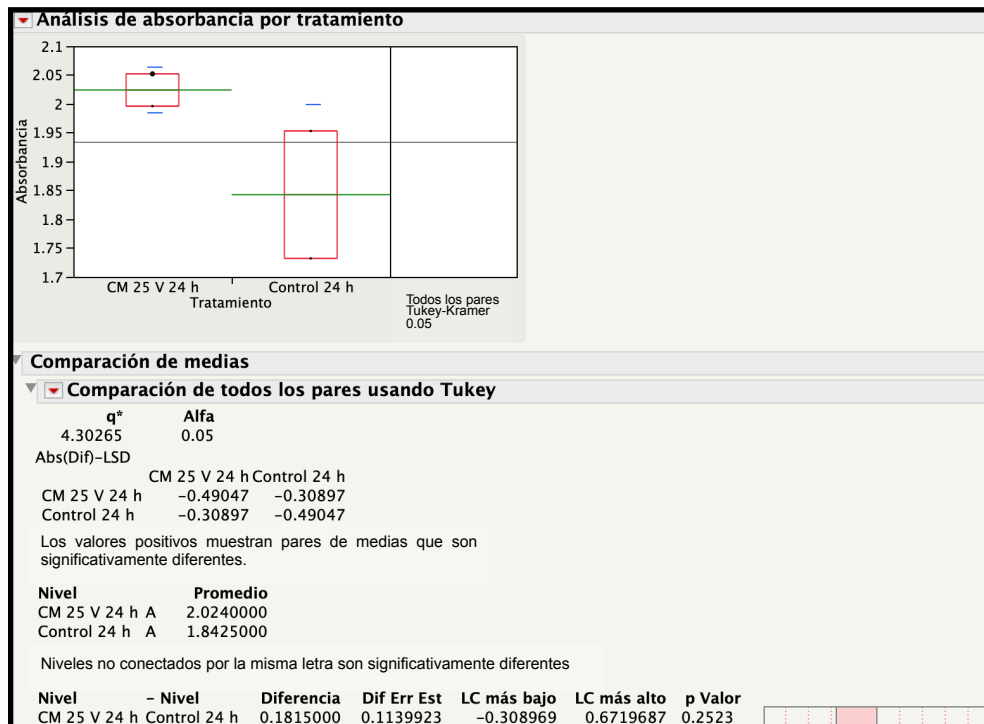 Análisis de absorbancia por tratamiento
2.1
2.05
2
1.95
1.9
1.85
1.8
1.75
1.7
Absorbancia
CM 25 V 24 h Control 24 h
Tratamiento
Todos los pares
Tukey-Kramer
0.05
Comparación de medias
Comparación de todos los pares usando Tukey
q* Alfa
4.30265 0.05
Abs(Dif)-LSD
CM 25 V 24 h Control 24 h
CM 25 V 24 h -0.49047 -0.30897
Control 24 h -0.30897 -0.49047
Los valores positivos muestran pares de medias que son
significativamente diferentes.
Nivel Promedio
CM 25 V 24 h A 2.0240000
Control 24 h A 1.8425000
Niveles no conectados por la misma letra son significativamente diferentes
Nivel - Nivel Diferencia Dif Err Est LC más bajo LC más alto p Valor
CM 25 V 24 h Control 24 h 0.1815000 0.1139923 -0.308969 0.6719687 0.2523